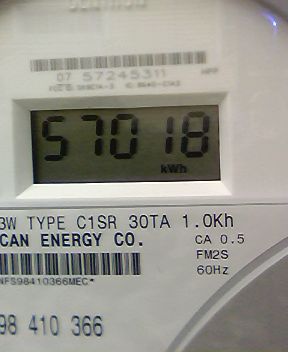 07 57245311
57018
kWh
3W TYPE C1SR 30TA 1.0Kh
CAN ENERGY CO.
CA 0.5
FM2S
60Hz
NFS98410366MEC*
98 410 366